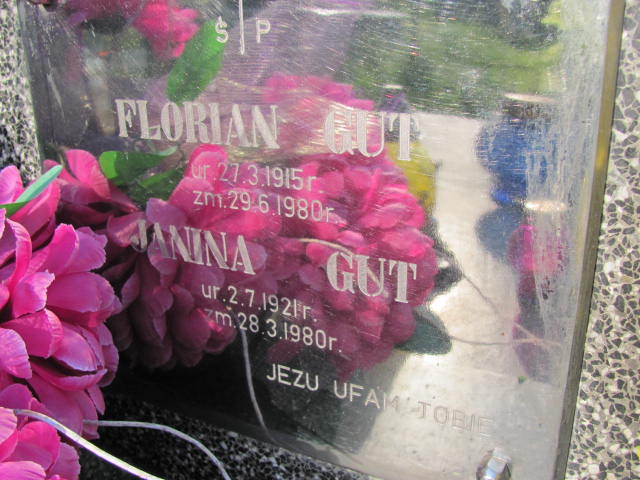 S P
FLORIAN GUT
ur. 27.3.1915 r.
zm. 29.6.1980 r.
JANINA GUT
ur. 2.7.1921 r.
zm. 28.3.1980 r.
JEZU UFAM TOBIE